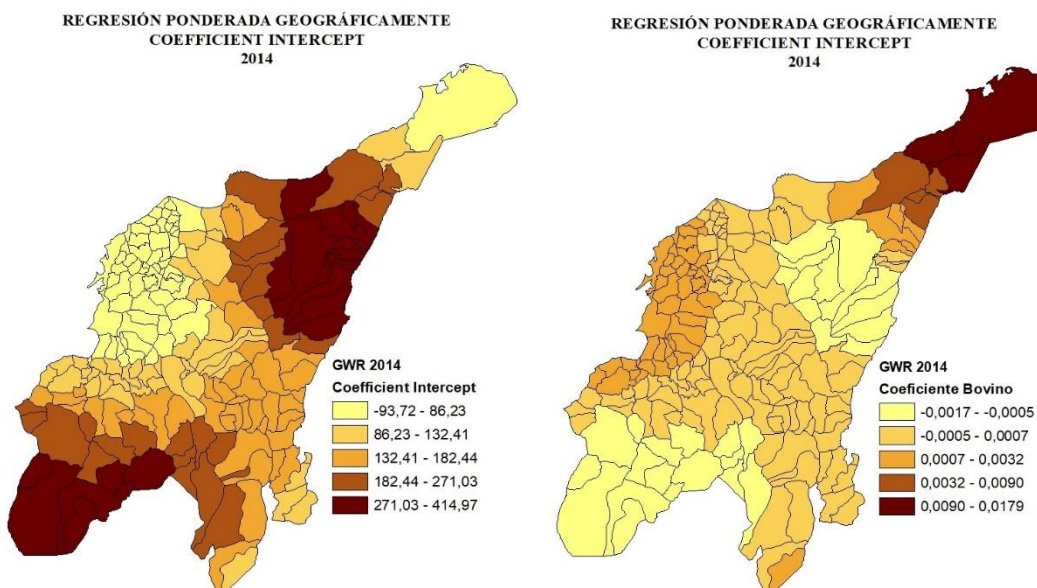 REGRESIÓN PONDERADA GEOGRÁFICAMENTE
COEFFICIENT INTERCEPT
2014
GWR 2014
Coefficient Intercept
-93,72 - 86,23
86,23 - 132,41
132,41 - 182,44
182,44 - 271,03
271,03 - 414,97
REGRESIÓN PONDERADA GEOGRÁFICAMENTE
COEFFICIENT INTERCEPT
2014
GWR 2014
Coeficiente Bovino
-0,0017 - -0,0005
-0,0005 - 0,0007
0,0007 - 0,0032
0,0032 - 0,0090
0,0090 - 0,0179